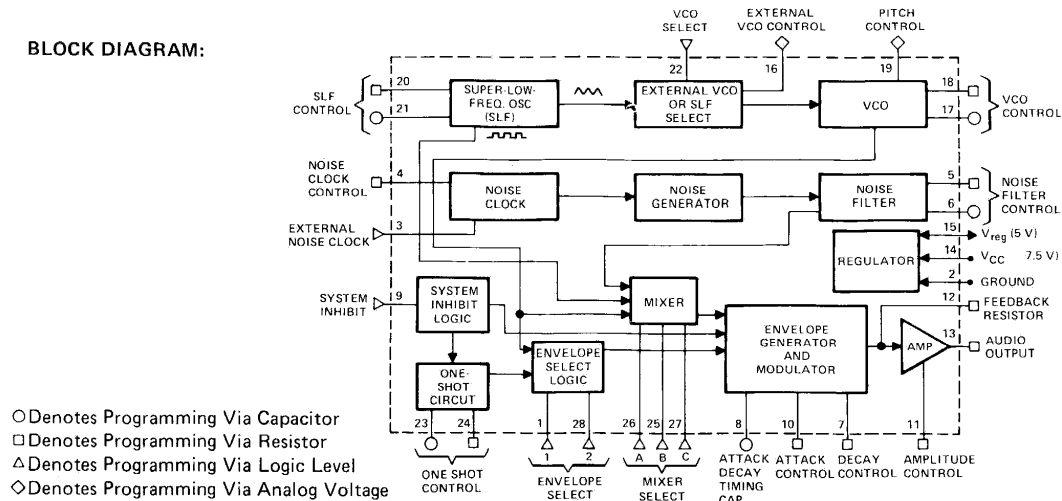 BLOCK DIAGRAM:
VCO
SELECT
EXTERNAL
VCO CONTROL
PITCH
CONTROL
22
16
19
SLF
CONTROL
20
21
SUPER-LOW-
FREQ. OSC
(SLF)
EXTERNAL VCO
OR SLF
SELECT
VCO
18
17
VCO
CONTROL
NOISE
CLOCK
CONTROL
4
NOISE
CLOCK
NOISE
GENERATOR
NOISE
FILTER
5
6
NOISE
FILTER
CONTROL
EXTERNAL
NOISE CLOCK
3
REGULATOR
15
Vreg (5 V)
14
VCC 7.5 V)
2
GROUND
SYSTEM
INHIBIT
9
SYSTEM
INHIBIT
LOGIC
MIXER
12
FEEDBACK
RESISTOR
ENVELOPE
GENERATOR
AND
MODULATOR
AMP
13
AUDIO
OUTPUT
ONE-
SHOT
CIRCUT
ENVELOPE
SELECT
LOGIC
23
24
1
28
26
25
27
8
10
7
11
1
2
A
B
C
ONE SHOT
CONTROL
ENVELOPE
SELECT
MIXER
SELECT
ATTACK
DECAY
TIMING
CAP
ATTACK
CONTROL
DECAY
CONTROL
AMPLITUDE
CONTROL
○ Denotes Programming Via Capacitor
□ Denotes Programming Via Resistor
△ Denotes Programming Via Logic Level
◇ Denotes Programming Via Analog Voltage